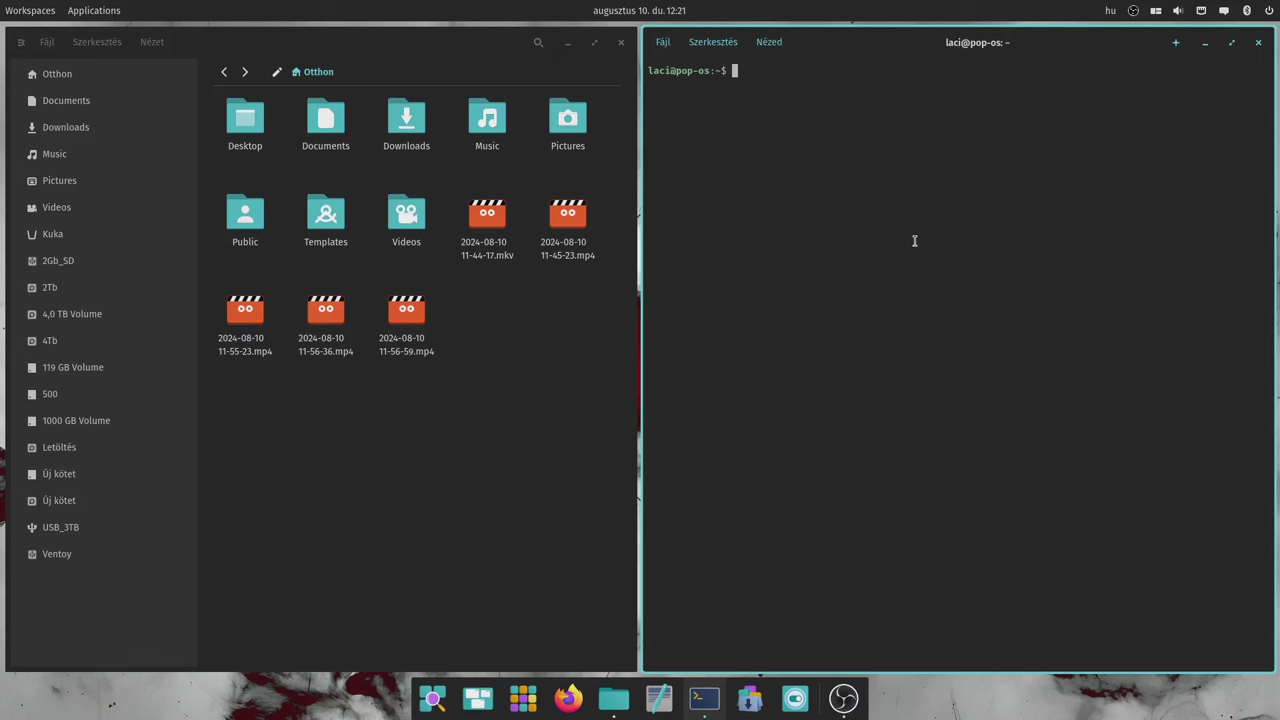 Workspaces Applications augusztus 10. du. 12:21 hu
Fájl Szerkesztés Nézet
Otthon
Documents
Downloads
Music
Pictures
Videos
Kuka
2Gb_SD
2Tb
4,0 TB Volume
4Tb
119 GB Volume
500
1000 GB Volume
Letöltés
Új kötet
Új kötet
USB_3TB
Ventoy
Otthon
Desktop Documents Downloads Music Pictures
Public Templates Videos 2024-08-10 11-44-17.mkv 2024-08-10 11-45-23.mp4
2024-08-10 11-55-23.mp4 2024-08-10 11-56-36.mp4 2024-08-10 11-56-59.mp4
Fájl Szerkesztés Nézed laci@pop-os: ~
laci@pop-os:~$